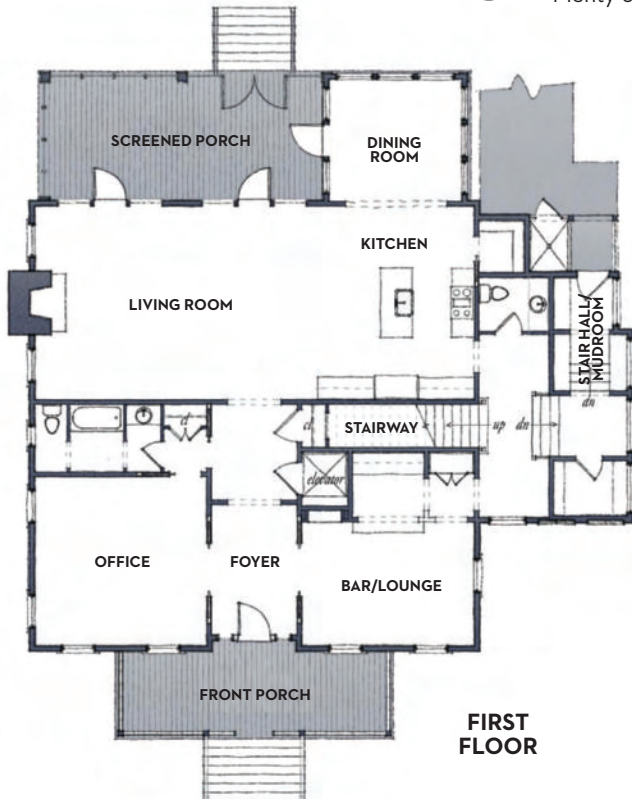 SCREENED PORCH
DINING
ROOM
KITCHEN
LIVING ROOM
STAIR HALL/
MUDROOM
cl
cl
STAIRWAY
up
dn
dn
elevator
OFFICE
FOYER
BAR/LOUNGE
FRONT PORCH
FIRST
FLOOR